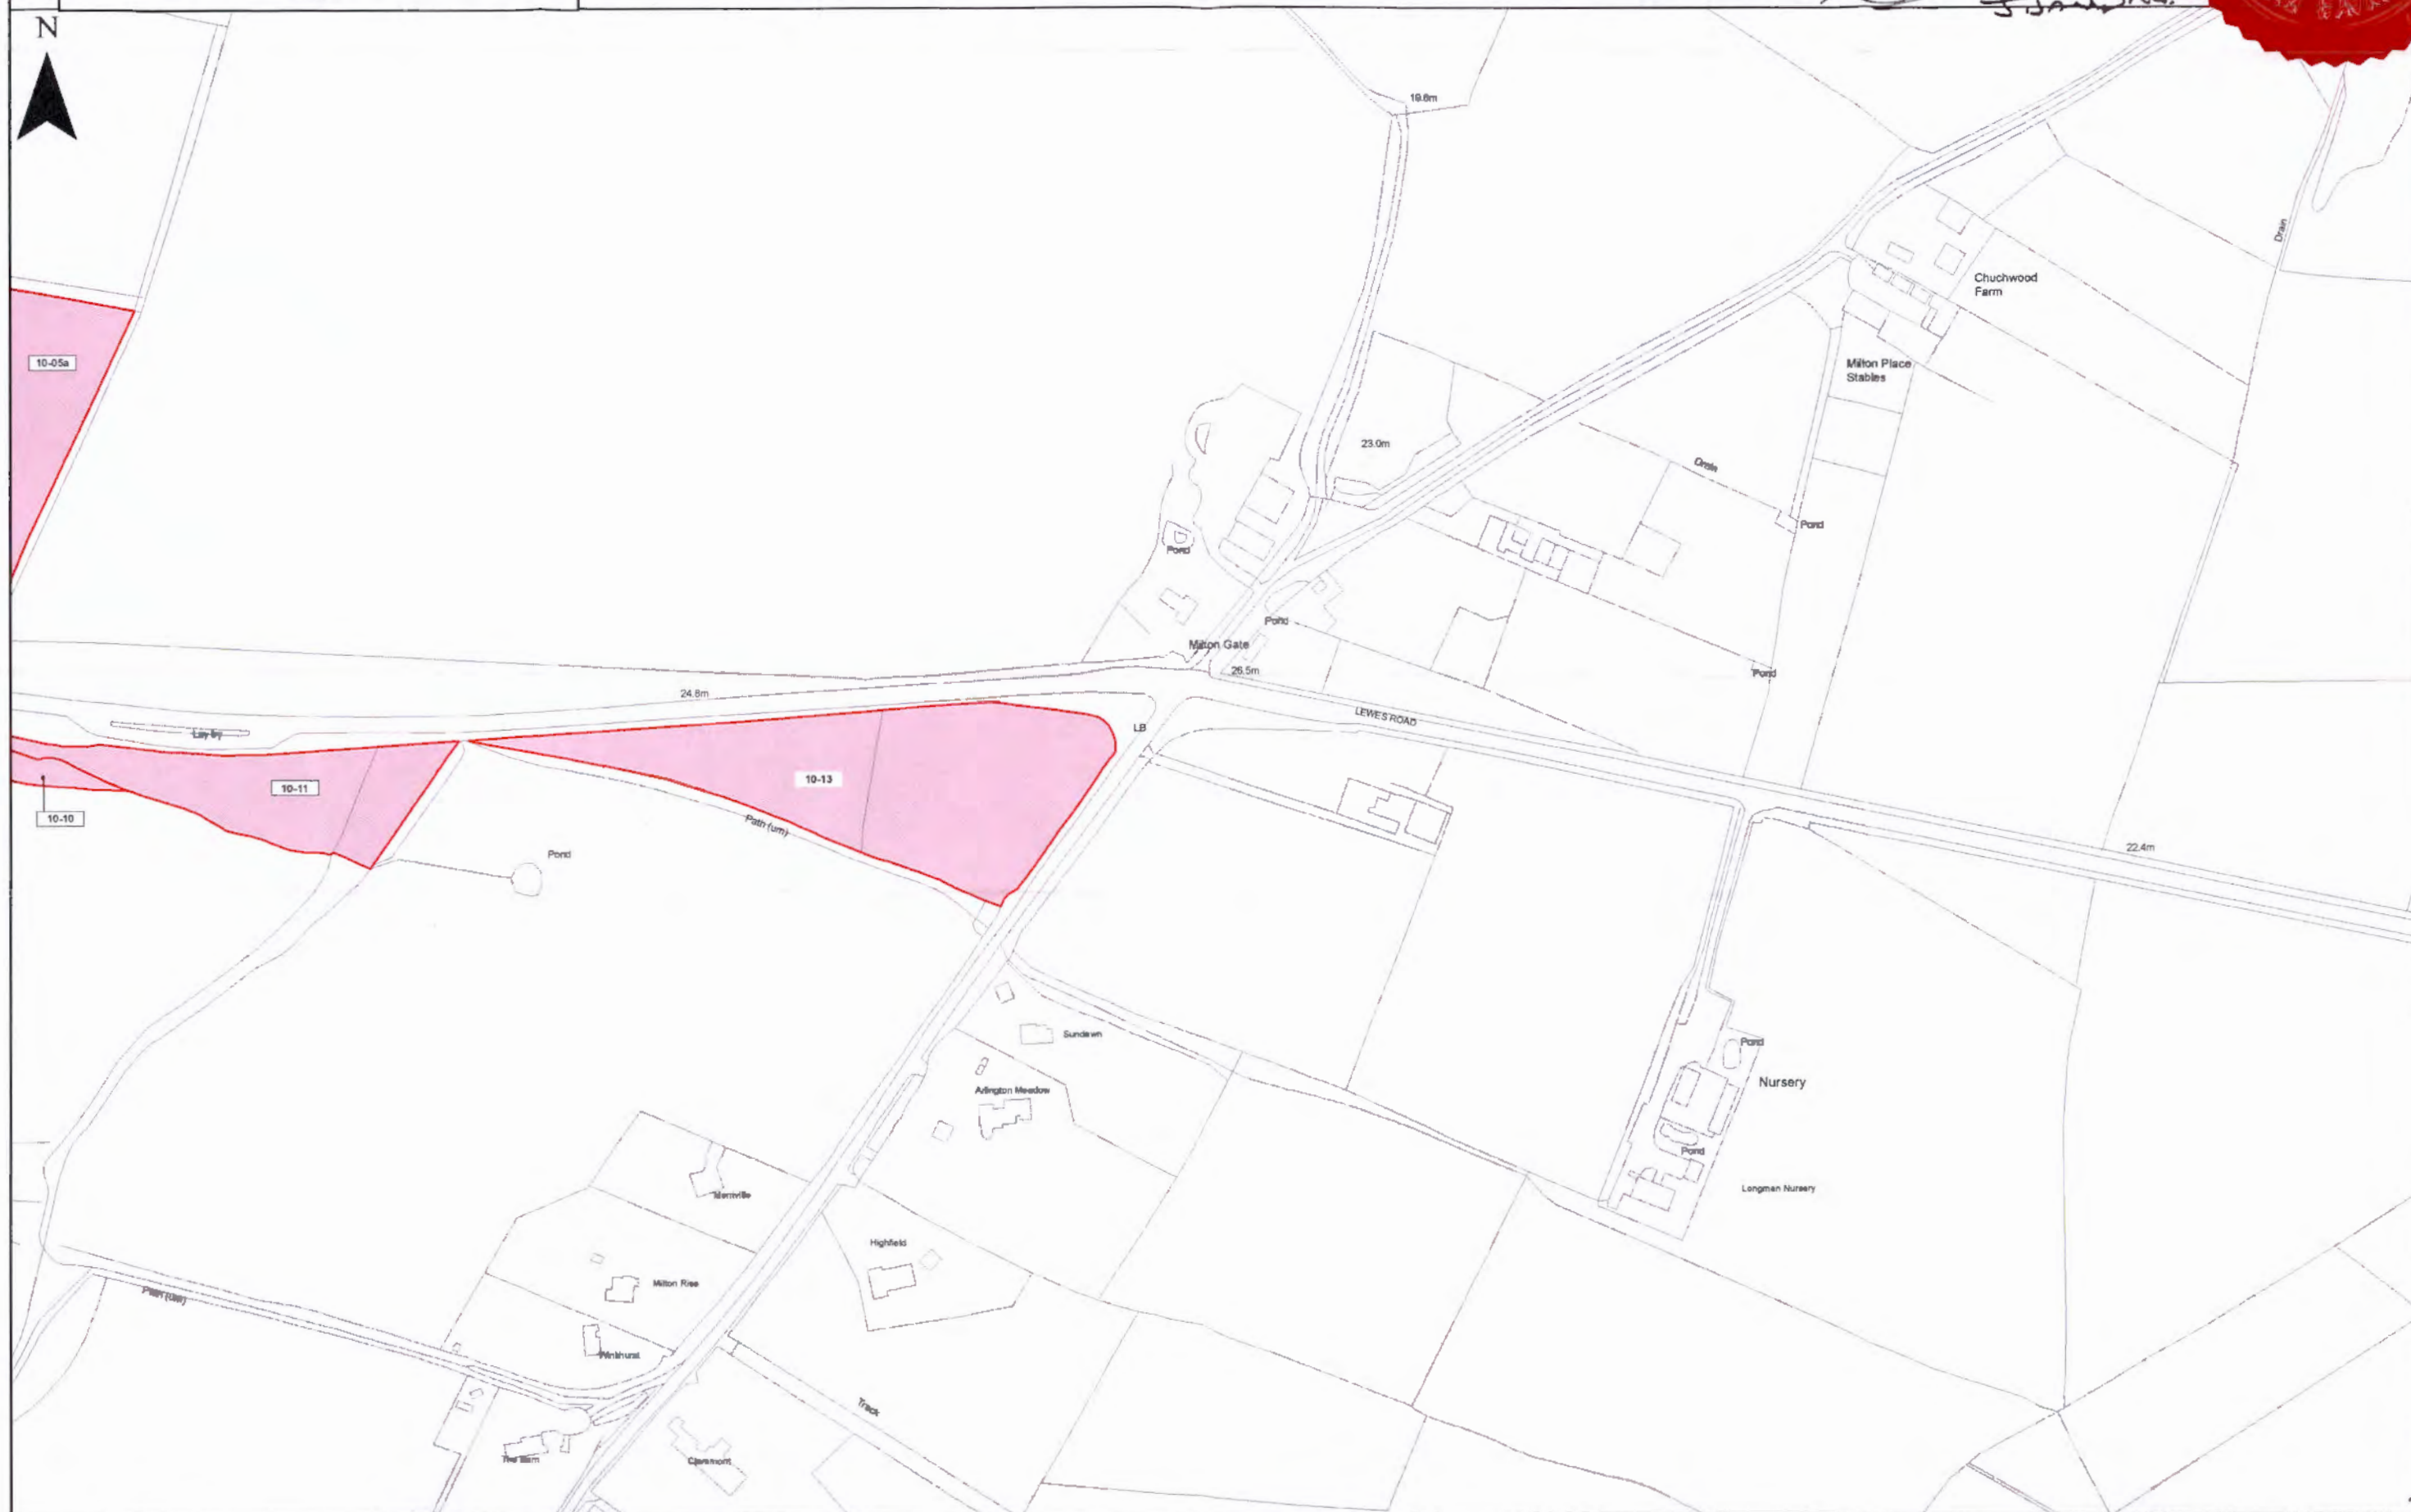 N
19.6m
Drain
Chuchwood
Farm
10-05a
Milton Place
Stables
23.0m
Drain
Pond
Pond
Pond
Milton Gate
26.5m
Pond
24.8m
LEWES ROAD
LB
Lay-by
10-11
10-13
10-10
Path (um)
22.4m
Pond
Sundawn
Pond
Nursery
Arlington Meadow
Pond
Longman Nursery
Highfield
Milton Rise
Path (um)
Winkhurst
Track
The Barn
Claremont